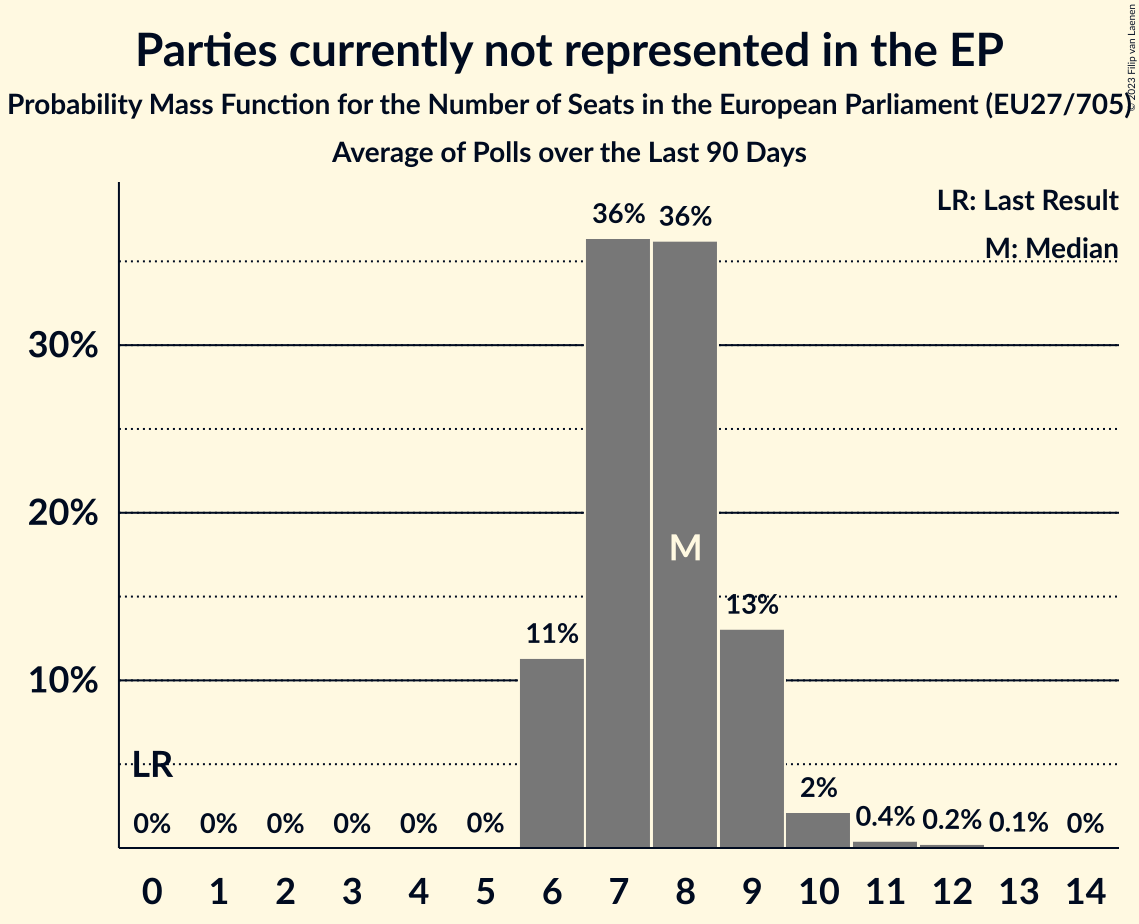 Parties currently not represented in the EP
Probability Mass Function for the Number of Seats in the European Parliament (EU27/705)
Average of Polls over the Last 90 Days
© 2023 Filip van Laenen
LR: Last Result
M: Median
36% 36%
30%
20%
M
13%
11%
10%
LR
2%
0% 0% 0% 0% 0% 0% 0.4% 0.2% 0.1% 0%
0 1 2 3 4 5 6 7 8 9 10 11 12 13 14